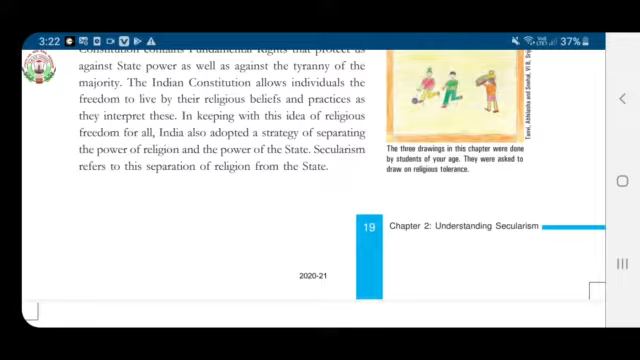 3:22
37%
Constitution contains Fundamental Rights that protect us
against State power as well as against the tyranny of the
majority. The Indian Constitution allows individuals the
freedom to live by their religious beliefs and practices as
they interpret these. In keeping with this idea of religious
freedom for all, India also adopted a strategy of separating
the power of religion and the power of the State. Secularism
refers to this separation of religion from the State.
The three drawings in this chapter were done
by students of your age. They were asked to
draw on religious tolerance.
19 Chapter 2: Understanding Secularism
2020-21